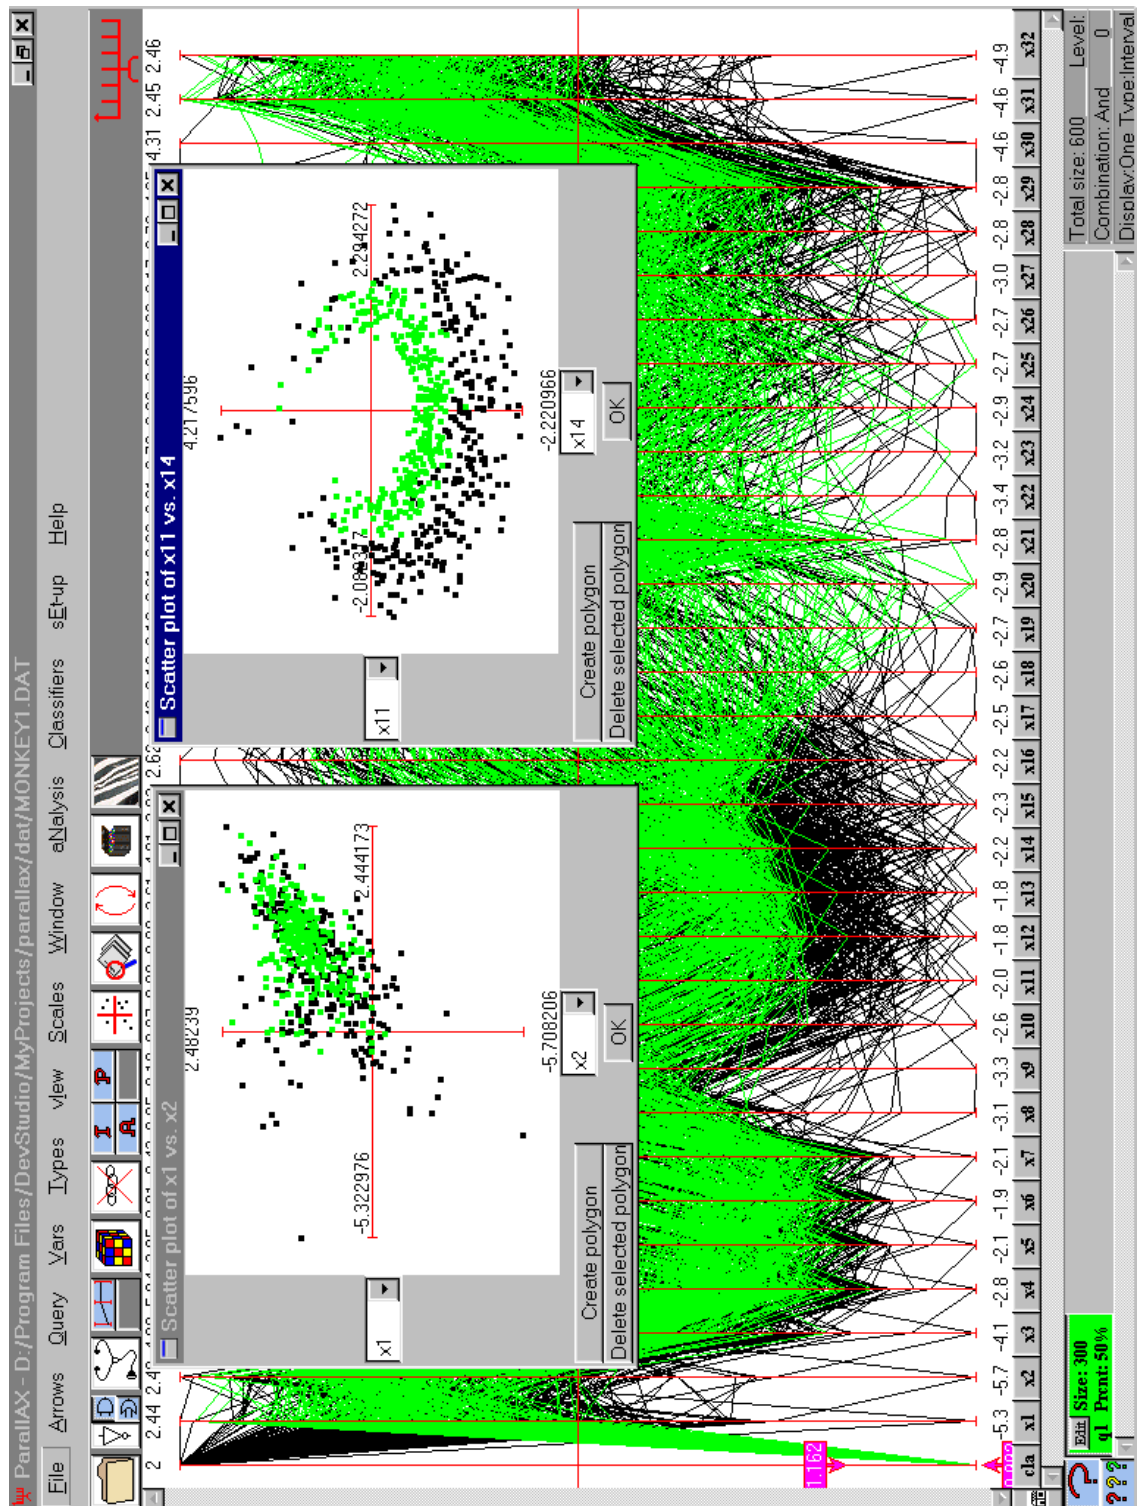 ParallAX - D:/Program Files/DevStudio/MyProjects/parallax/dat/MONKEY1.DAT
File Arrows Query Vars Types vIew Scales Window aNalysis Classifiers sEt-up Help
2 2.44 2.4 2.62 4.31 2.45 2.46
Scatter plot of x1 vs. x2
2.48239
-5.322976 2.444173
-5.708206
x1
x2
Create polygon
Delete selected polygon
OK
Scatter plot of x11 vs. x14
4.217596
2.294272
-2.220966
x11
x14
Create polygon
Delete selected polygon
OK
1.162
-5.3 -5.7 -4.1 -2.8 -2.1 -1.9 -2.1 -3.1 -3.3 -2.6 -2.0 -1.8 -1.8 -2.2 -2.3 -2.2 -2.5 -2.6 -2.7 -2.9 -2.8 -3.4 -3.2 -2.9 -2.7 -2.7 -3.0 -2.8 -2.8 -4.6 -4.6 -4.9
cla x1 x2 x3 x4 x5 x6 x7 x8 x9 x10 x11 x12 x13 x14 x15 x16 x17 x18 x19 x20 x21 x22 x23 x24 x25 x26 x27 x28 x29 x30 x31 x32
Edit Size: 300
q1 Prcnt: 50%
Total size: 600 Level:
Combination: And 0
Display:One Type:Interval